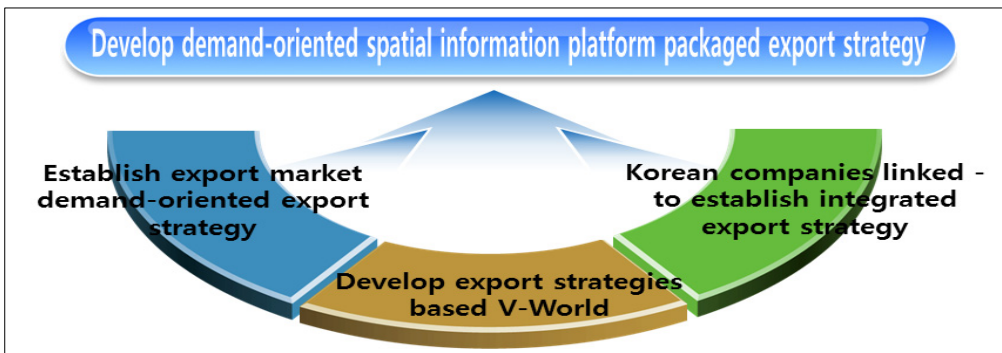 Develop demand-oriented spatial information platform packaged export strategy
Establish export market
demand-oriented export
strategy
Develop export strategies
based V-World
Korean companies linked -
to establish integrated
export strategy